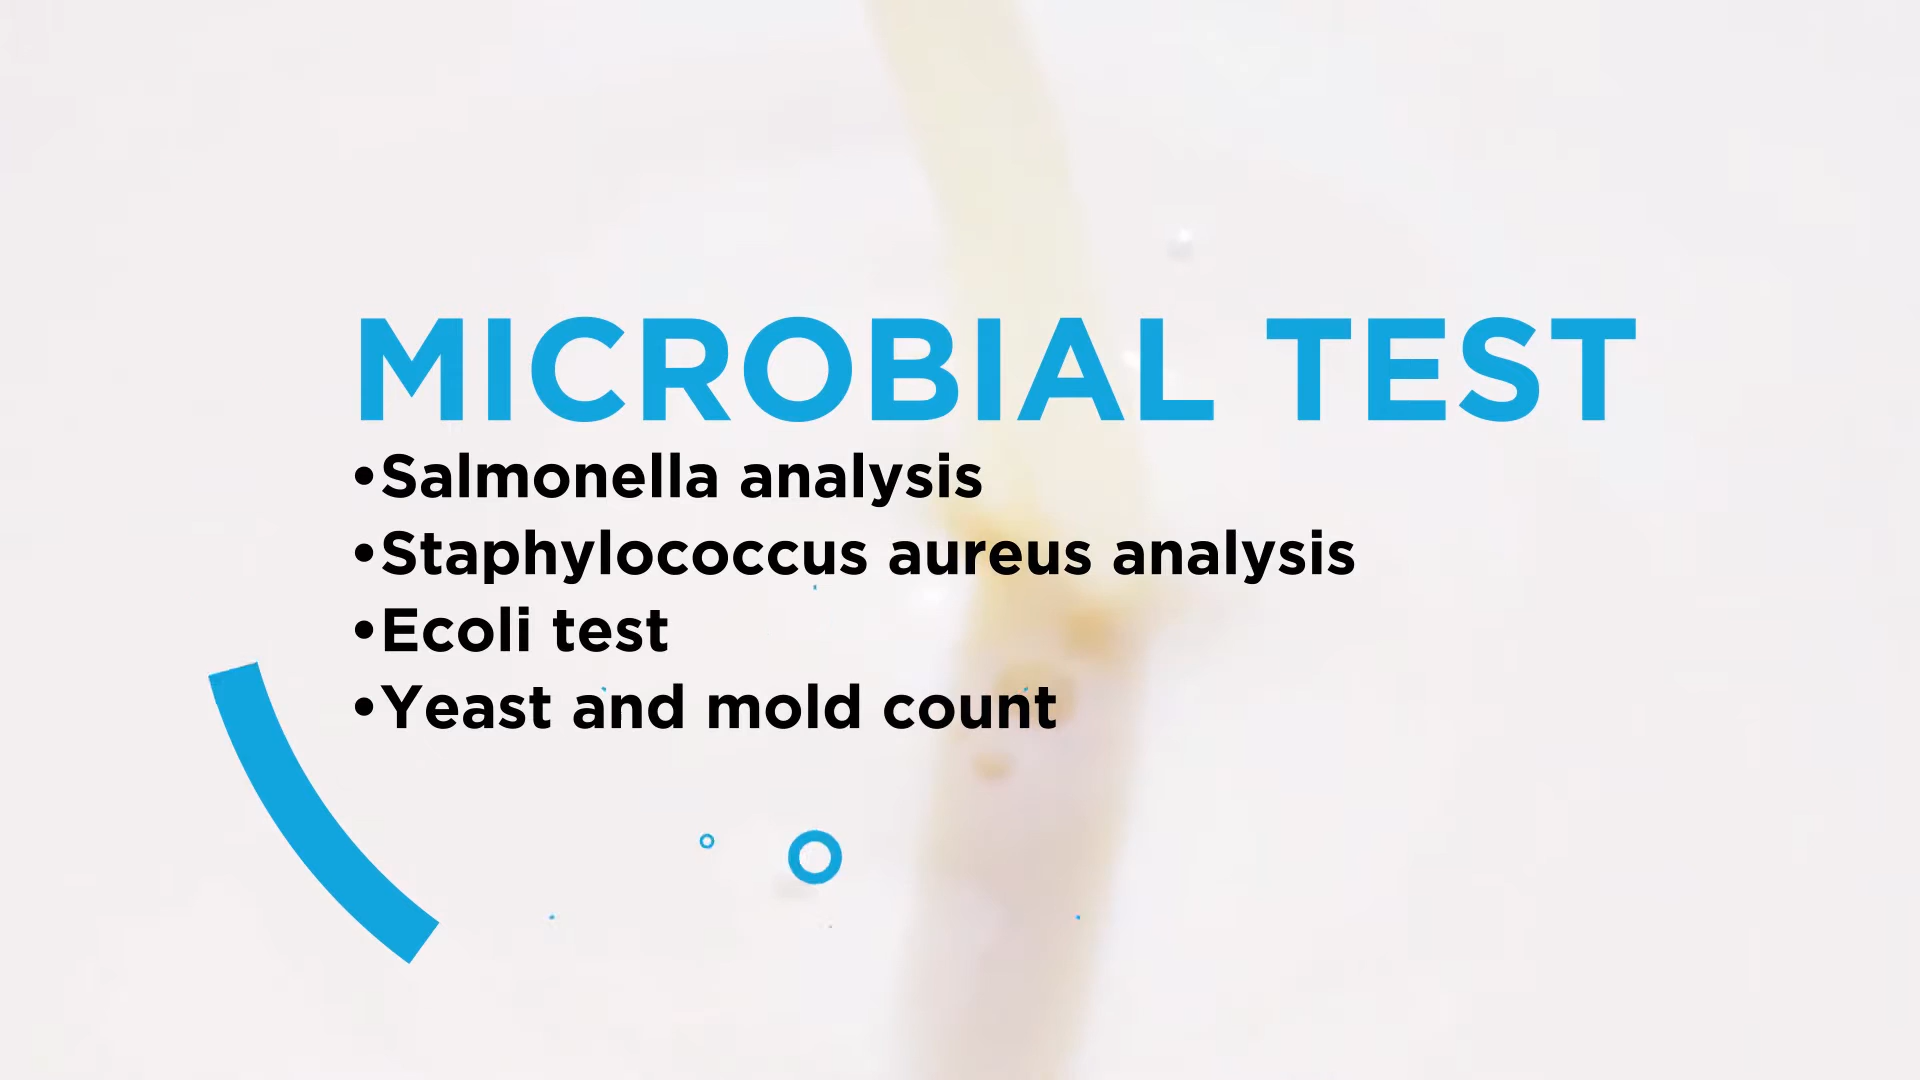 MICROBIAL TEST
•Salmonella analysis
•Staphylococcus aureus analysis
•Ecoli test
•Yeast and mold count